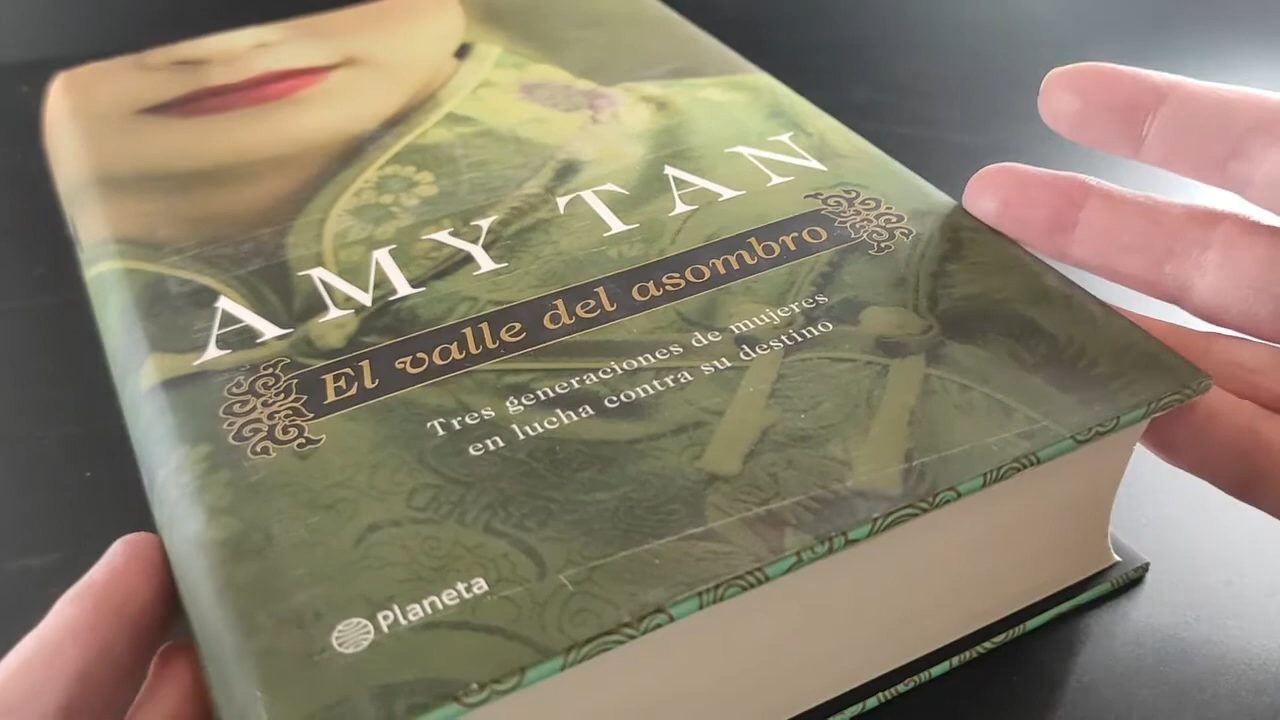 AMY TAN
El valle del asombro
Tres generaciones de mujeres
en lucha contra su destino
Planeta